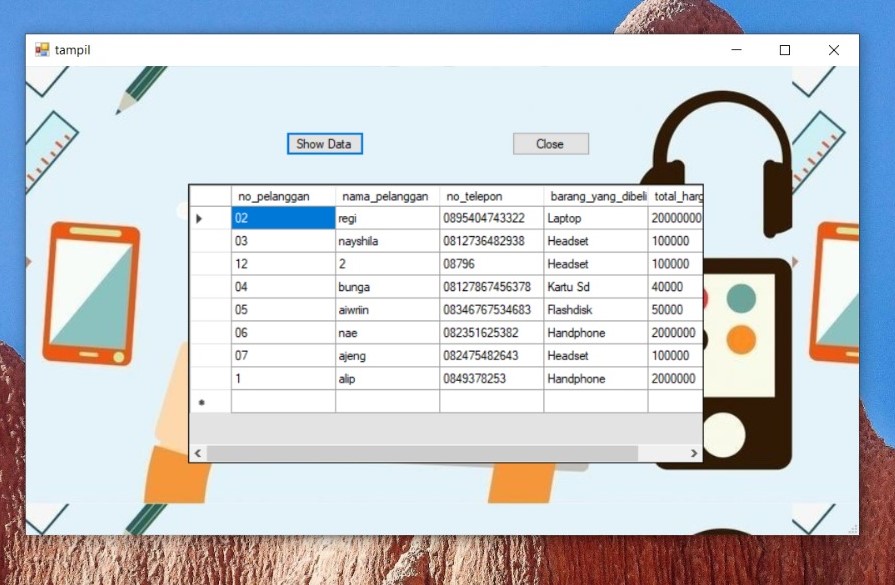 tampil
Show Data Close
no_pelanggan nama_pelanggan no_telepon barang_yang_dibeli total_harg
02 regi 0895404743322 Laptop 20000000
03 nayshila 0812736482938 Headset 100000
12 2 08796 Headset 100000
04 bunga 08127867456378 Kartu Sd 40000
05 aiwriin 08346767534683 Flashdisk 50000
06 nae 082351625382 Handphone 2000000
07 ajeng 082475482643 Headset 100000
1 alip 0849378253 Handphone 2000000